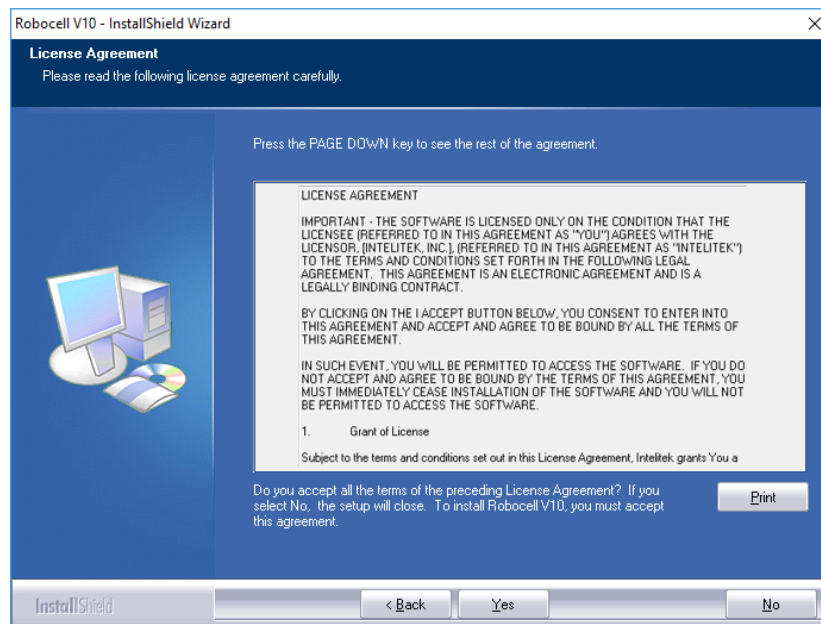 Robocell V10 - InstallShield Wizard
License Agreement
Please read the following license agreement carefully.
Press the PAGE DOWN key to see the rest of the agreement.
LICENSE AGREEMENT
IMPORTANT - THE SOFTWARE IS LICENSED ONLY ON THE CONDITION THAT THE
LICENSEE (REFERRED TO IN THIS AGREEMENT AS "YOU") AGREES WITH THE
LICENSOR, [INTELITEK, INC.], (REFERRED TO IN THIS AGREEMENT AS "INTELITEK")
TO THE TERMS AND CONDITIONS SET FORTH IN THE FOLLOWING LEGAL
AGREEMENT. THIS AGREEMENT IS AN ELECTRONIC AGREEMENT AND IS A
LEGALLY BINDING CONTRACT.
BY CLICKING ON THE I ACCEPT BUTTON BELOW, YOU CONSENT TO ENTER INTO
THIS AGREEMENT AND ACCEPT AND AGREE TO BE BOUND BY ALL THE TERMS OF
THIS AGREEMENT.
IN SUCH EVENT, YOU WILL BE PERMITTED TO ACCESS THE SOFTWARE. IF YOU DO
NOT ACCEPT AND AGREE TO BE BOUND BY THE TERMS OF THIS AGREEMENT, YOU
MUST IMMEDIATELY CEASE INSTALLATION OF THE SOFTWARE AND YOU WILL NOT
BE PERMITTED TO ACCESS THE SOFTWARE.
1. Grant of License
Subject to the terms and conditions set out in this License Agreement, Intelitek grants You a
Do you accept all the terms of the preceding License Agreement? If you
select No, the setup will close. To install Robocell V10, you must accept
this agreement.
Print
InstallShield
< Back
Yes
No